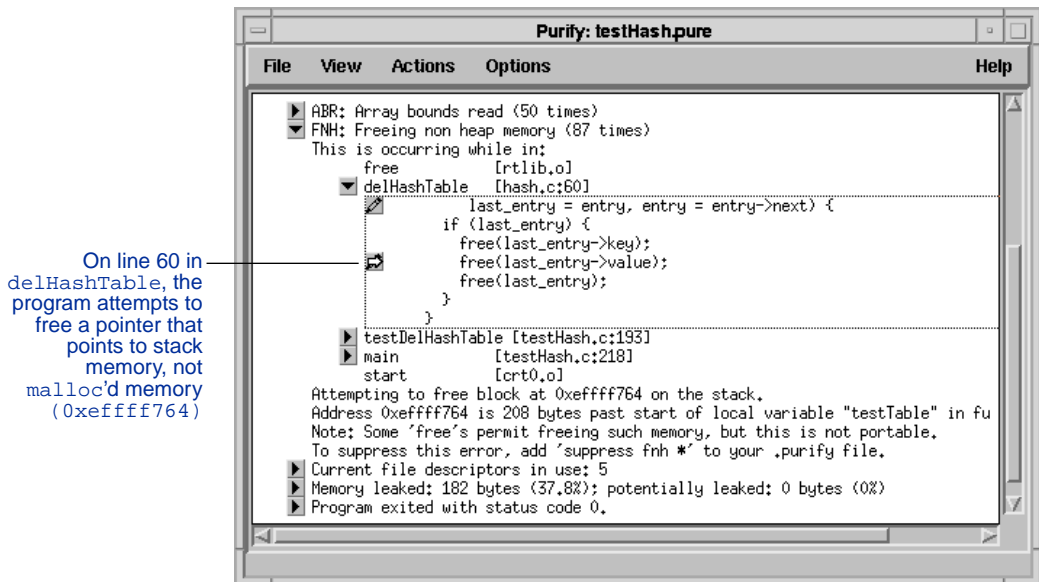 Purify: testHash.pure
File View Actions Options Help
ABR: Array bounds read (50 times)
FNH: Freeing non heap memory (87 times)
This is occurring while in:
free [rtlib.o]
delHashTable [hash.c:60]
last_entry = entry, entry = entry->next) {
if (last_entry) {
free(last_entry->key);
free(last_entry->value);
free(last_entry);
}
}
testDelHashTable [testHash.c:193]
main [testHash.c:218]
start [crt0.o]
Attempting to free block at 0xeffff764 on the stack.
Address 0xeffff764 is 208 bytes past start of local variable "testTable" in fu
Note: Some 'free's permit freeing such memory, but this is not portable.
To suppress this error, add 'suppress fnh *' to your .purify file.
Current file descriptors in use: 5
Memory leaked: 182 bytes (37.8%); potentially leaked: 0 bytes (0%)
Program exited with status code 0.
On line 60 in
delHashTable, the
program attempts to
free a pointer that
points to stack
memory, not
malloc'd memory
(0xeffff764)